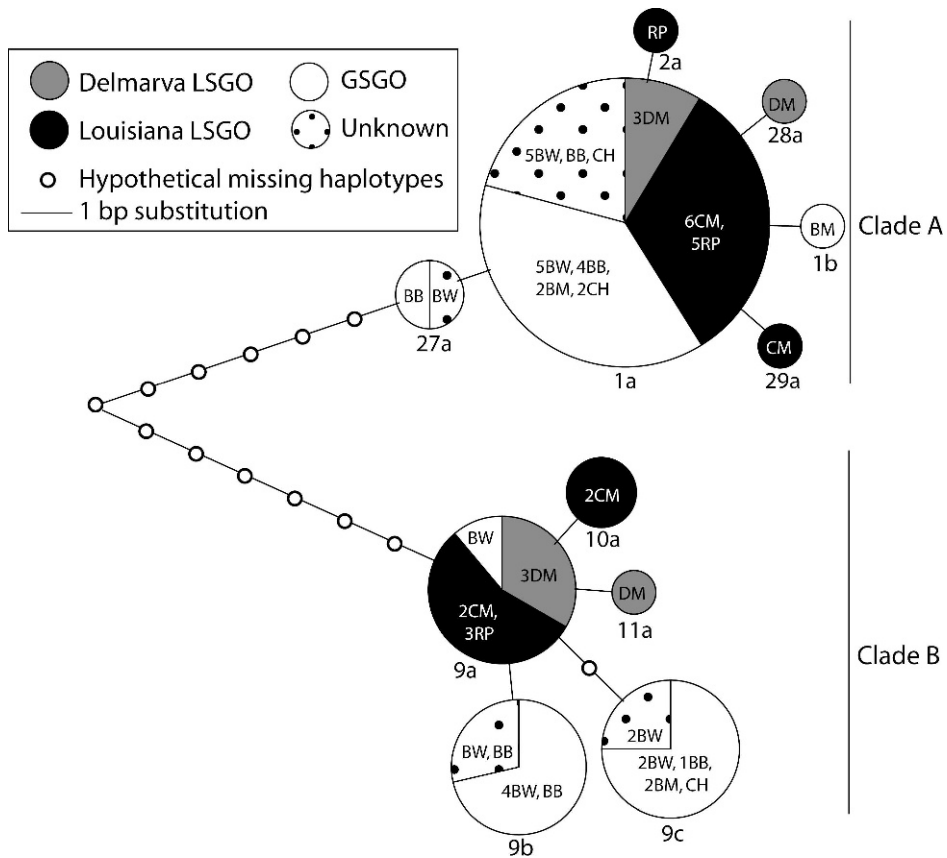 Delmarva LSGO
GSGO
Louisiana LSGO
Unknown
Hypothetical missing haplotypes
1 bp substitution
RP
2a
DM
28a
3DM
5BW, BB, CH
6CM,
5RP
BM
1b
Clade A
5BW, 4BB,
2BM, 2CH
BB
BW
27a
CM
29a
1a
2CM
10a
BW
3DM
DM
11a
2CM,
3RP
9a
Clade B
BW, BB
4BW, BB
9b
2BW
2BW, 1BB,
2BM, CH
9c